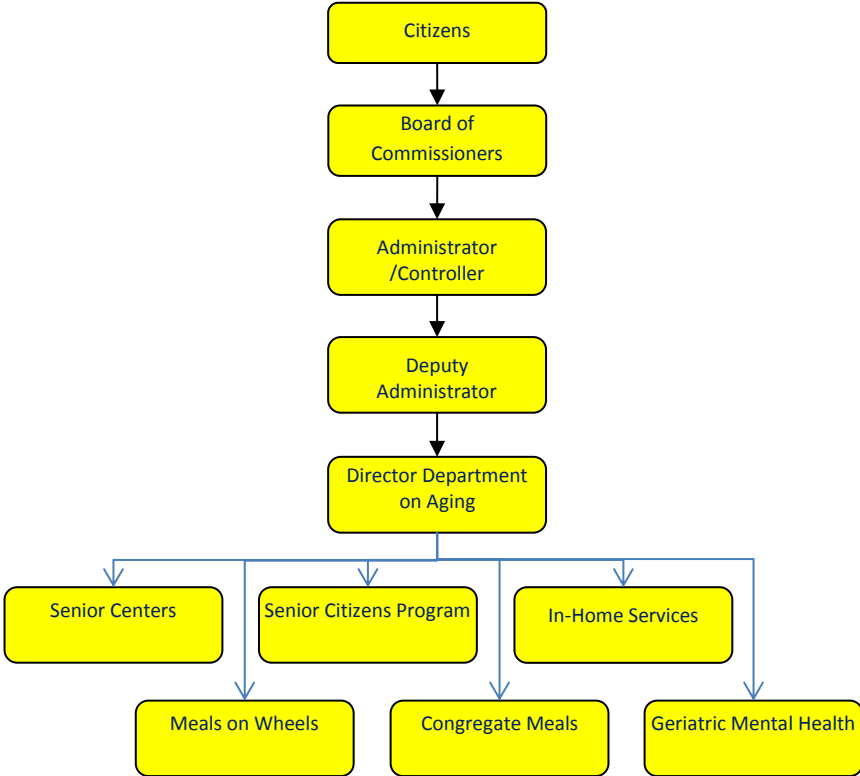 Citizens
Board of
Commissioners
Administrator
/Controller
Deputy
Administrator
Director Department
on Aging
Senior Centers
Senior Citizens Program
In-Home Services
Meals on Wheels
Congregate Meals
Geriatric Mental Health